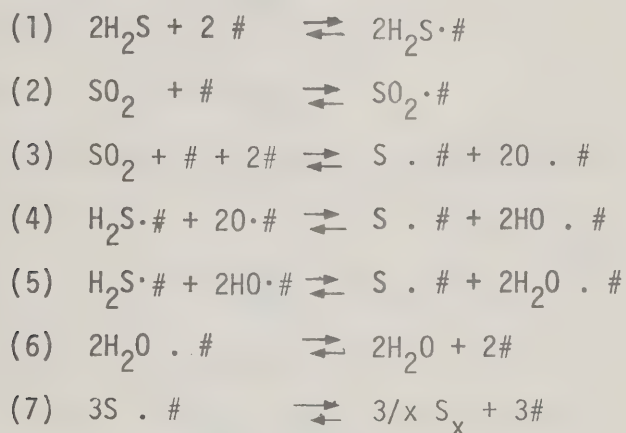 (1) 2H₂S + 2 # ⇌ 2H₂S·#
(2) SO₂ + # ⇌ SO₂·#
(3) SO₂ + # + 2# ⇌ S . # + 2O . #
(4) H₂S·# + 2O·# ⇌ S . # + 2HO . #
(5) H₂S·# + 2HO·# ⇌ S . # + 2H₂O . #
(6) 2H₂O . # ⇌ 2H₂O + 2#
(7) 3S . # ⇌ 3/x Sₓ + 3#